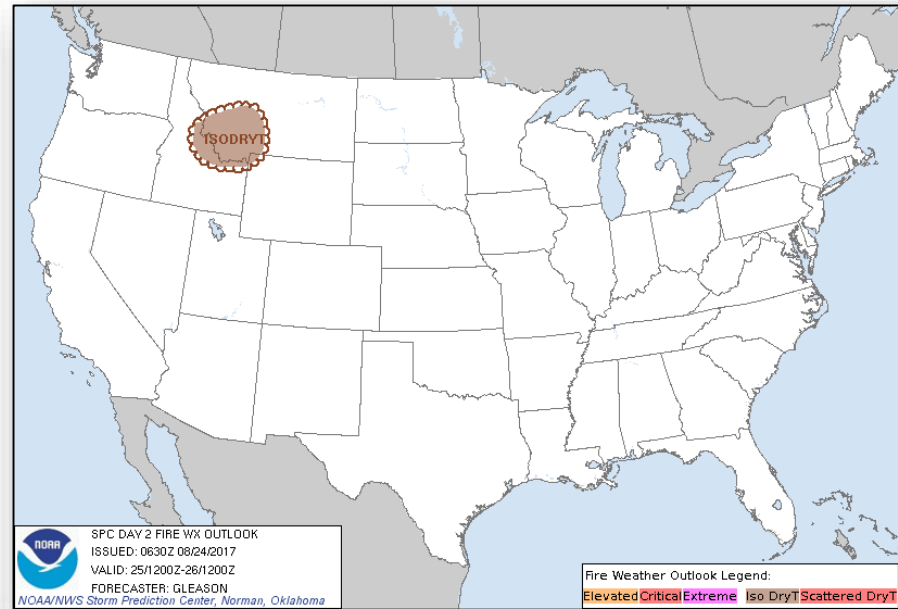 ISODRYT
NOAA
SPC DAY 2 FIRE WX OUTLOOK
ISSUED: 0630Z 08/24/2017
VALID: 25/1200Z-26/1200Z
FORECASTER: GLEASON
NOAA/NWS Storm Prediction Center, Norman, Oklahoma
Fire Weather Outlook Legend:
Elevated Critical Extreme Iso DryT Scattered DryT